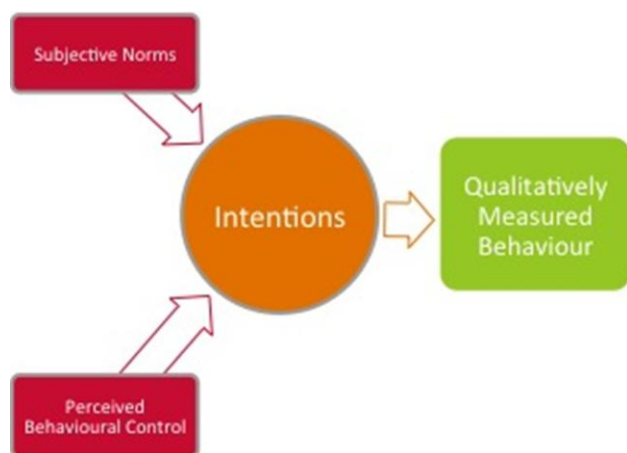 Subjective Norms
Intentions
Qualitatively
Measured
Behaviour
Perceived
Behavioural Control